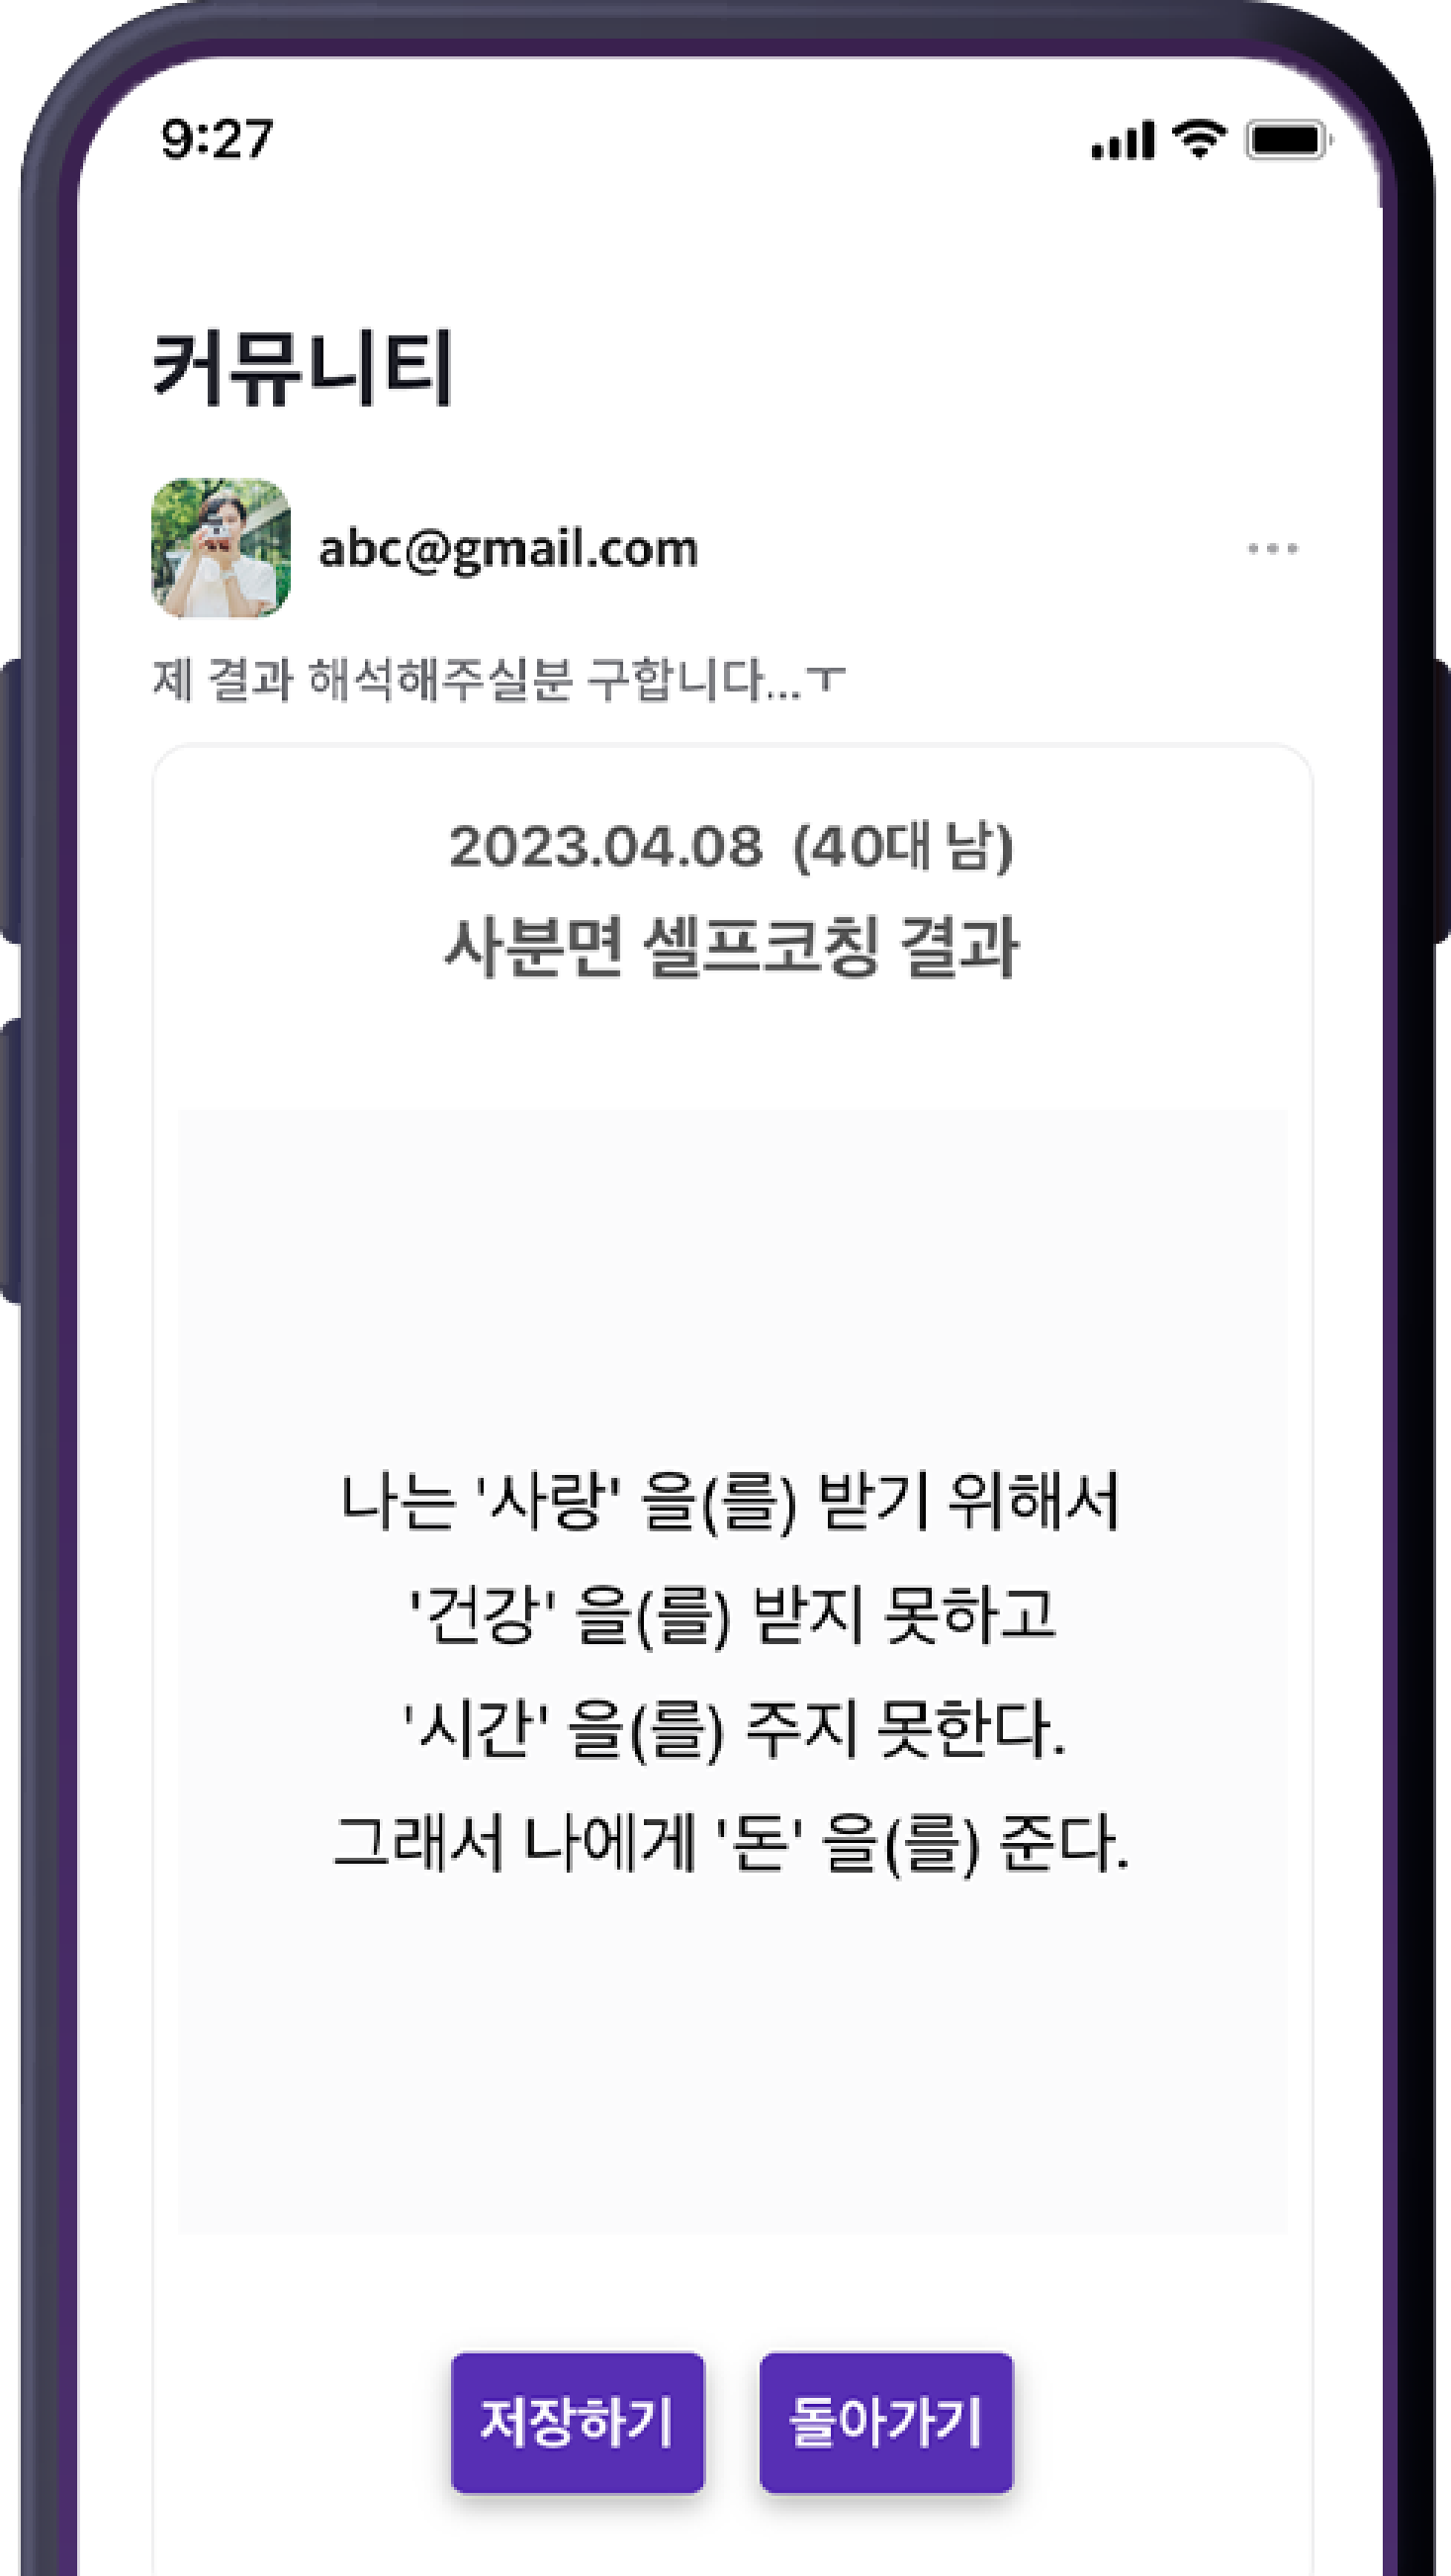 9:27
커뮤니티
abc@gmail.com
제 결과 해석해주실분 구합니다...ㅜ
2023.04.08 (40대 남)
사분면 셀프코칭 결과
나는 '사랑' 을(를) 받기 위해서
'건강' 을(를) 받지 못하고
'시간' 을(를) 주지 못한다.
그래서 나에게 '돈' 을(를) 준다.
저장하기 돌아가기